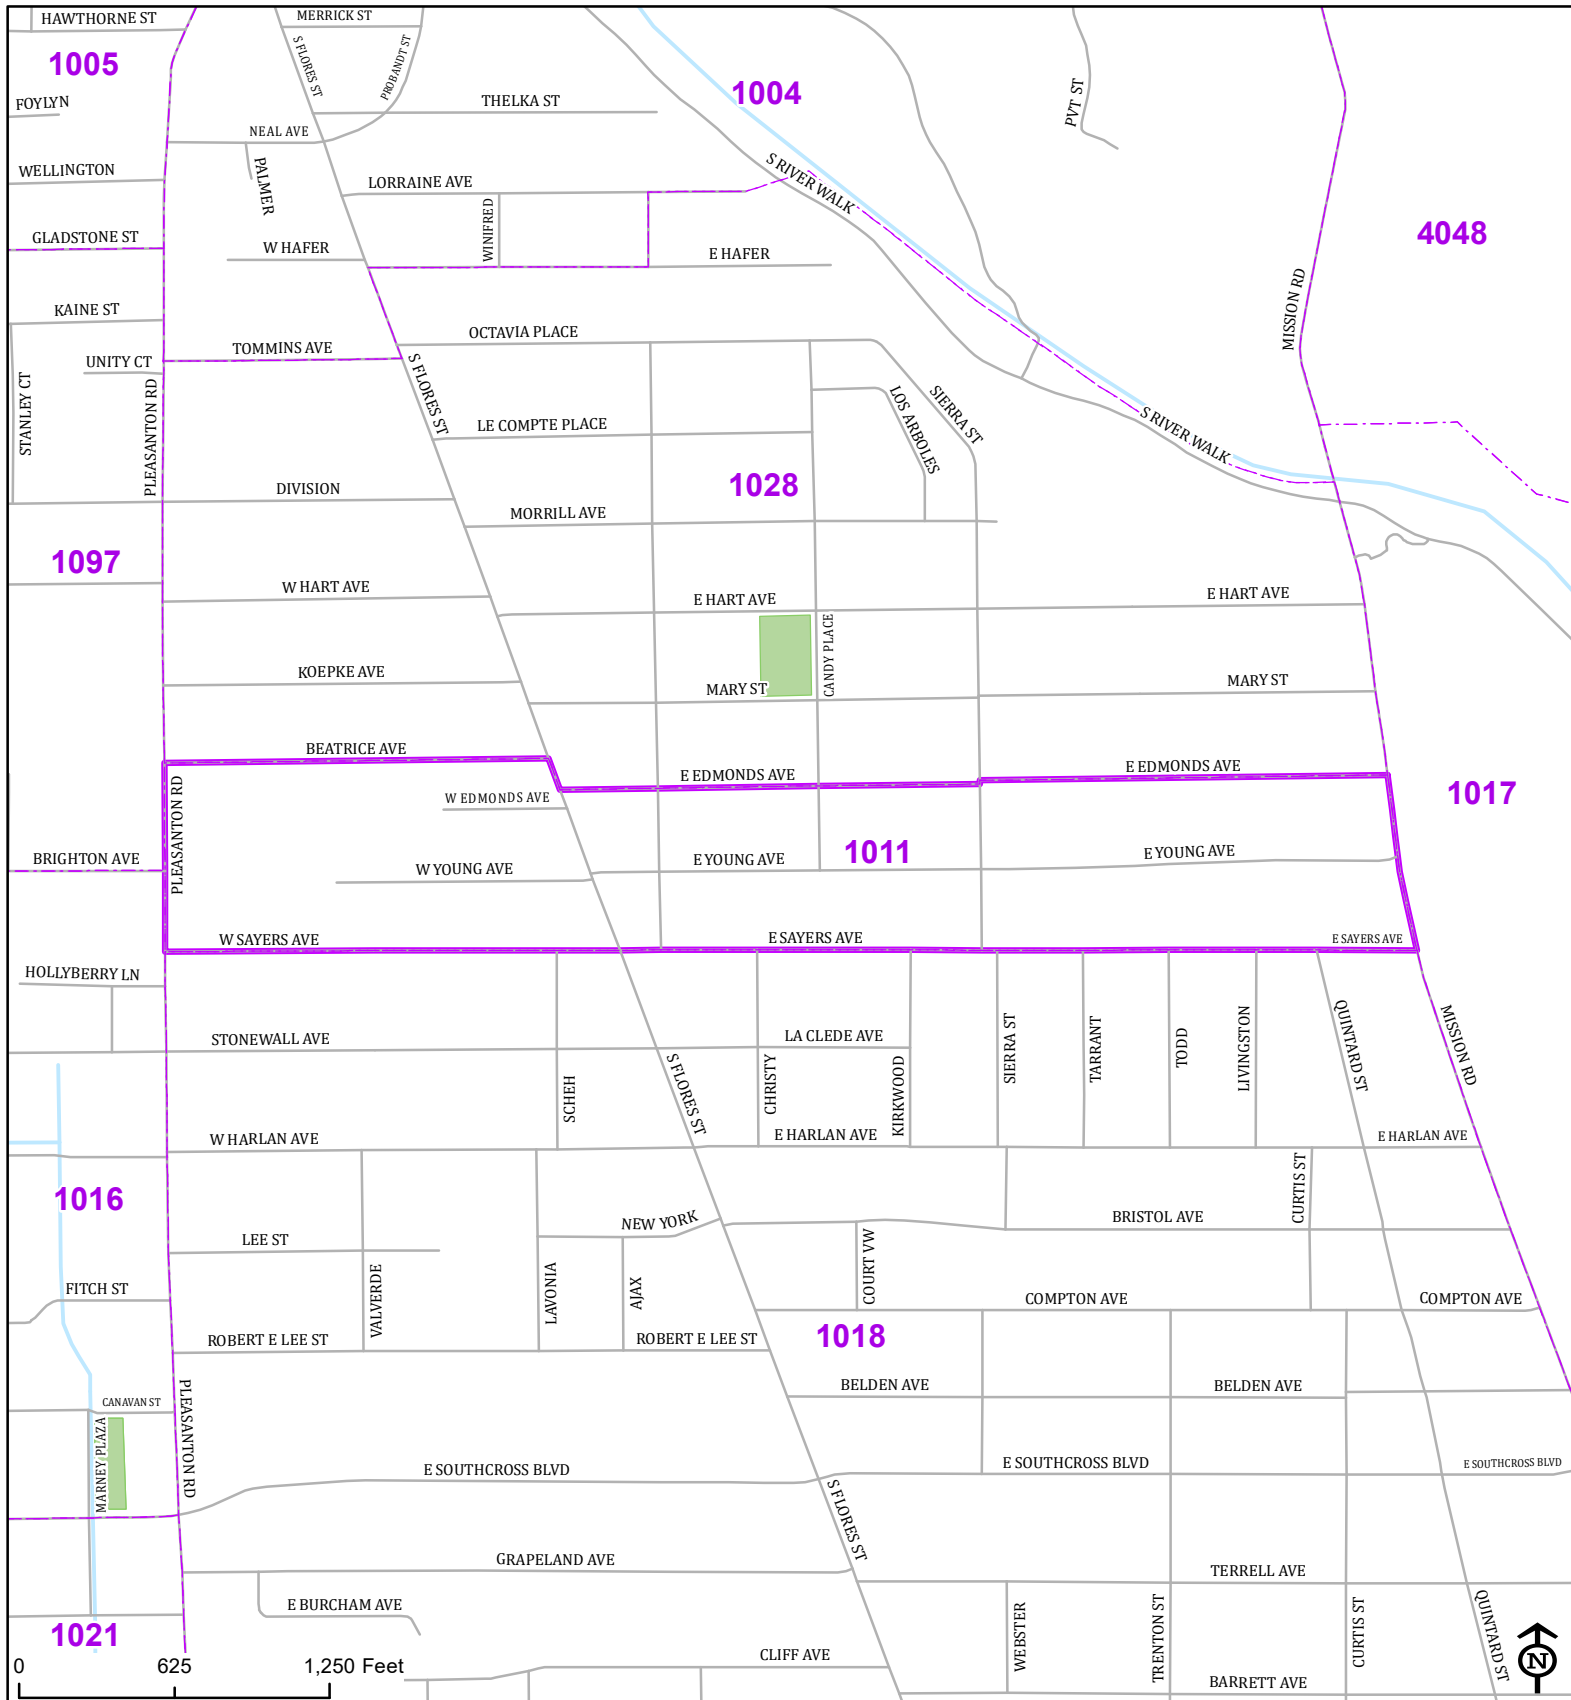 HAWTHORNE ST
MERRICK ST
1005
S FLORES ST
PROBANDT ST
1004
PVT ST
FOYLYN
THELKA ST
NEAL AVE
WELLINGTON
PALMER
LORRAINE AVE
S RIVER WALK
WINIFRED
GLADSTONE ST
W HAFER
E HAFER
4048
KAINE ST
MISSION RD
OCTAVIA PLACE
UNITY CT
TOMMINS AVE
STANLEY CT
PLEASANTON RD
S FLORES ST
LE COMPTE PLACE
LOS ARBOLES
SIERRA ST
S RIVER WALK
1028
DIVISION
MORRILL AVE
1097
W HART AVE
E HART AVE
E HART AVE
CANDY PLACE
KOEPKE AVE
MARY ST
MARY ST
BEATRICE AVE
E EDMONDS AVE
E EDMONDS AVE
PLEASANTON RD
W EDMONDS AVE
1017
BRIGHTON AVE
W YOUNG AVE
E YOUNG AVE
1011
E YOUNG AVE
W SAYERS AVE
E SAYERS AVE
E SAYERS AVE
HOLLYBERRY LN
STONEWALL AVE
LA CLEDE AVE
SCHEH
S FLORES ST
CHRISTY
KIRKWOOD
SIERRA ST
TARRANT
TODD
LIVINGSTON
QUINTARD ST
MISSION RD
W HARLAN AVE
E HARLAN AVE
E HARLAN AVE
1016
CURTIS ST
NEW YORK
BRISTOL AVE
LEE ST
COURT VW
FITCH ST
VALVERDE
LAVONIA
AJAX
COMPTON AVE
COMPTON AVE
ROBERT E LEE ST
ROBERT E LEE ST
1018
BELDEN AVE
BELDEN AVE
CANAVAN ST
MARNEY PLAZA
PLEASANTON RD
E SOUTHCROSS BLVD
E SOUTHCROSS BLVD
E SOUTHCROSS BLVD
S FLORES ST
GRAPELAND AVE
TERRELL AVE
E BURCHAM AVE
1021
WEBSTER
TRENTON ST
CURTIS ST
QUINTARD ST
CLIFF AVE
BARRETT AVE
0 625 1,250 Feet
N